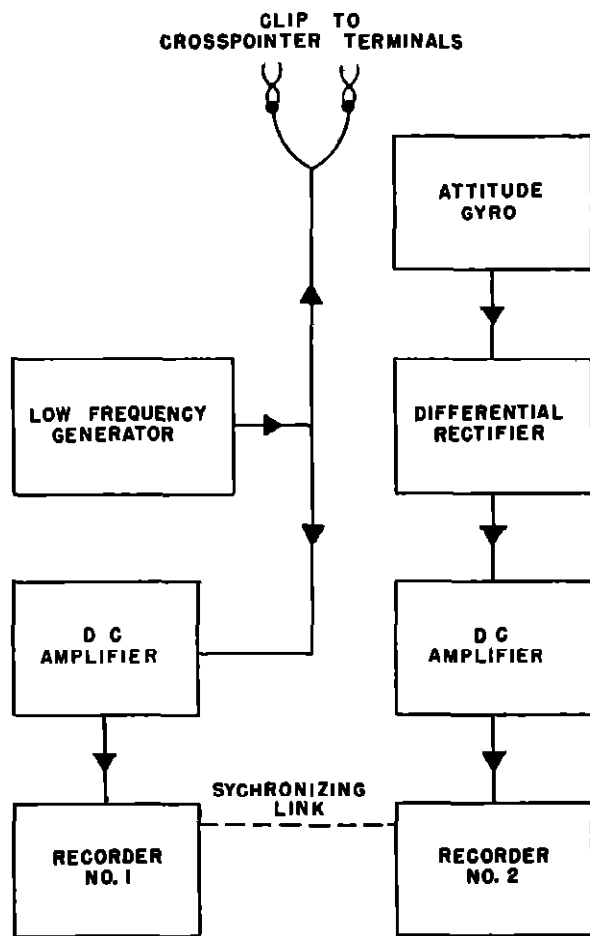 CLIP TO
CROSSPOINTER TERMINALS
ATTITUDE
GYRO
LOW FREQUENCY
GENERATOR
DIFFERENTIAL
RECTIFIER
D C
AMPLIFIER
D C
AMPLIFIER
SYCHRONIZING
LINK
RECORDER
NO. 1
RECORDER
NO. 2